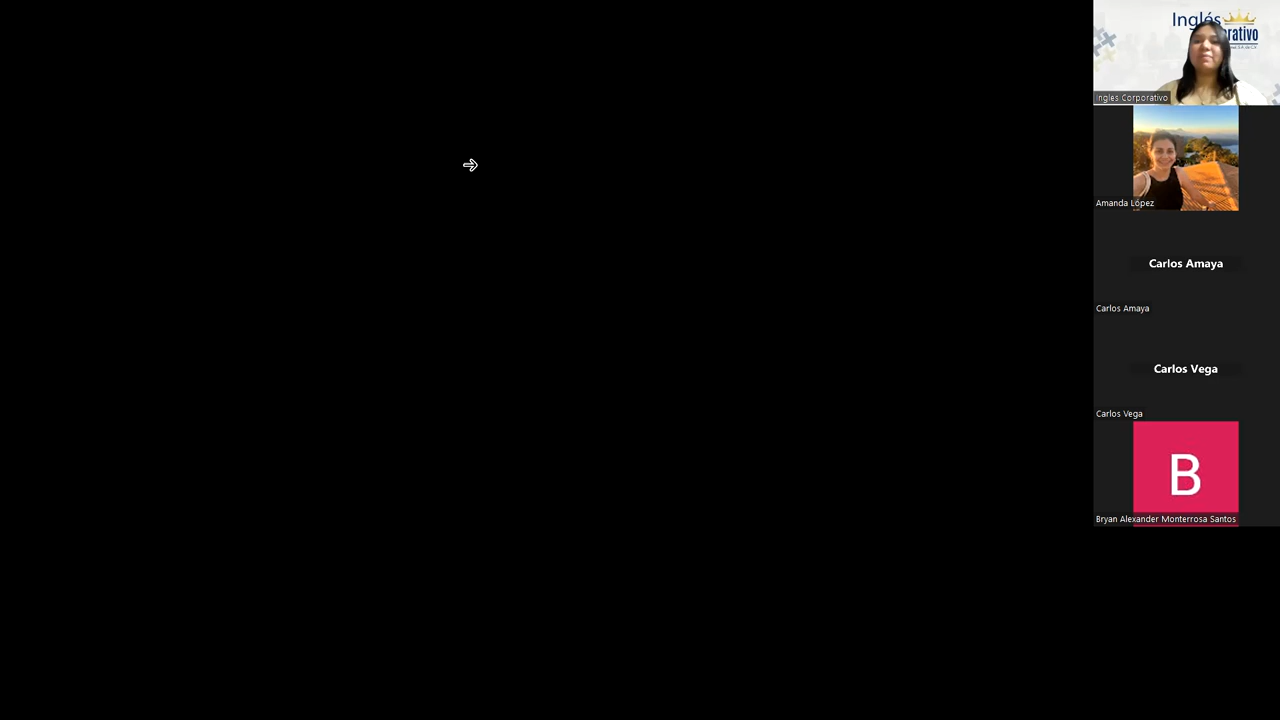 Inglés
rativo
Ingles Corporativo
Amanda López
Carlos Amaya
Carlos Amaya
Carlos Vega
Carlos Vega
B
Bryan Alexander Monterrosa Santos